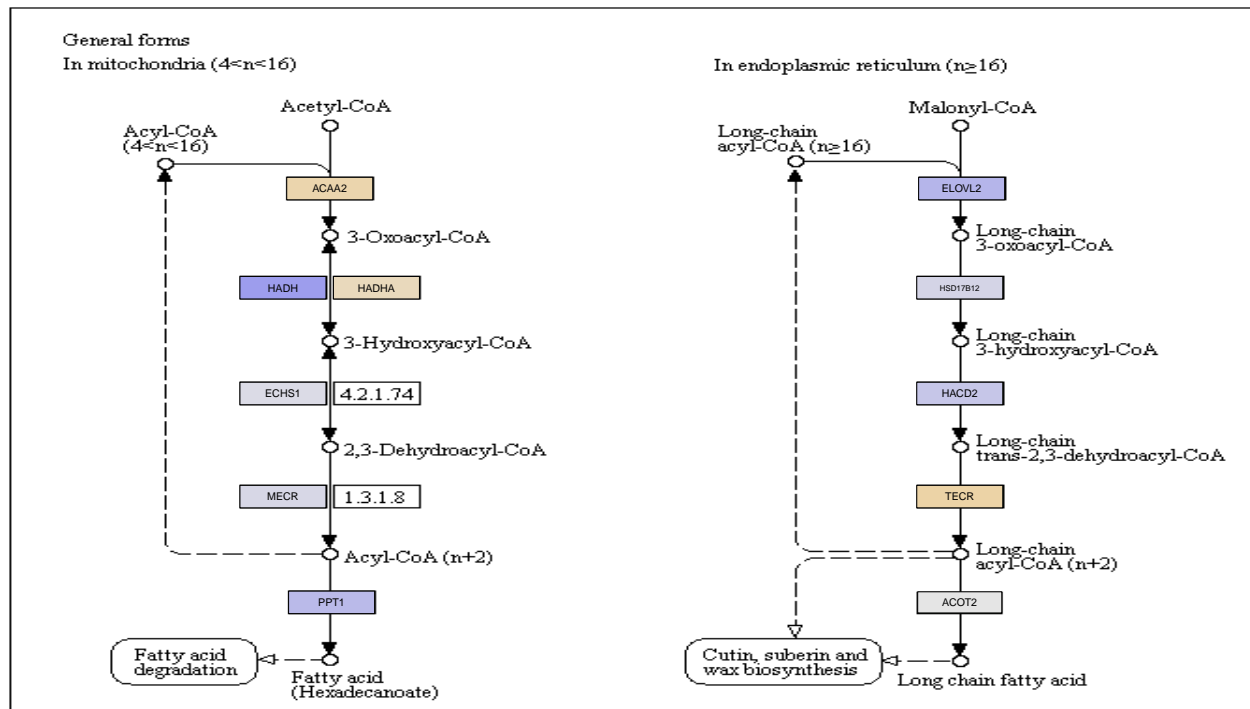 General forms
In mitochondria (4<n<16)
Acetyl-CoA
Acyl-CoA
(4<n<16)
ACAA2
3-Oxoacyl-CoA
HADH
HADHA
3-Hydroxyacyl-CoA
ECHS1
4.2.1.74
2,3-Dehydroacyl-CoA
MECR
1.3.1.8
Acyl-CoA (n+2)
PPT1
Fatty acid
degradation
Fatty acid
(Hexadecanoate)
In endoplasmic reticulum (n≥16)
Malonyl-CoA
Long-chain
acyl-CoA (n≥16)
ELOVL2
Long-chain
3-oxoacyl-CoA
HSD17B12
Long-chain
3-hydroxyacyl-CoA
HACD2
Long-chain
trans-2,3-dehydroacyl-CoA
TECR
Long-chain
acyl-CoA (n+2)
ACOT2
Cutin, suberin and
wax biosynthesis
Long chain fatty acid